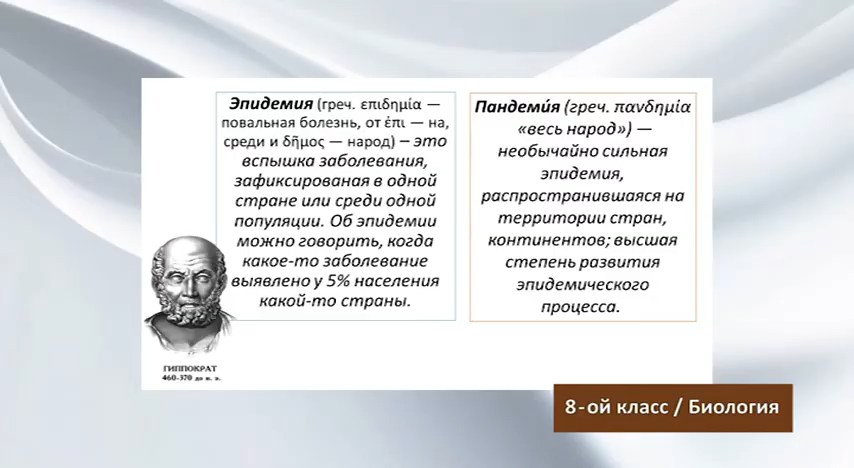 Эпидемия (греч. επιδημία —
повальная болезнь, от ἐπι — на,
среди и δῆμος — народ) – это
вспышка заболевания,
зафиксированая в одной
стране или среди одной
популяции. Об эпидемии
можно говорить, когда
какое-то заболевание
выявлено у 5% населения
какой-то страны.
Пандеми́я (греч. πανδημία
«весь народ») —
необычайно сильная
эпидемия,
распространившаяся на
территории стран,
континентов; высшая
степень развития
эпидемического
процесса.
ГИППОКРАТ
460-370 до н. э.
8-ой класс / Биология